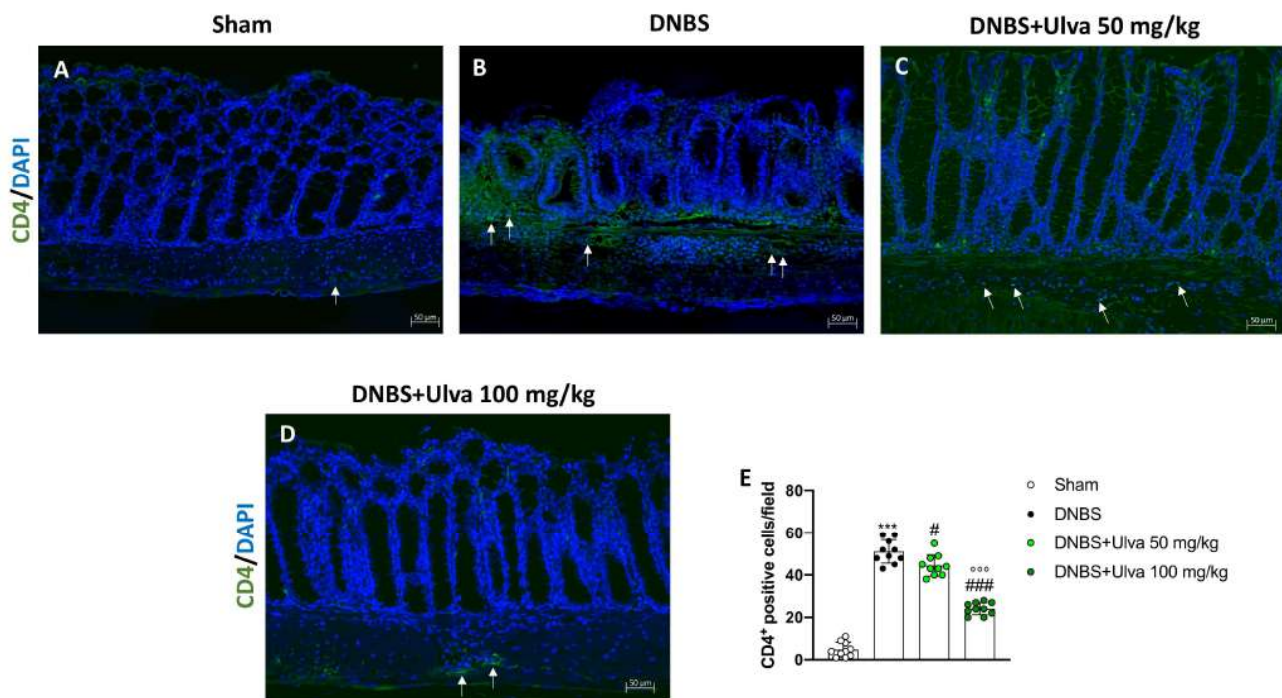 Sham
DNBS
DNBS+Ulva 50 mg/kg
A
B
C
CD4/DAPI
50 µm
50 µm
50 µm
DNBS+Ulva 100 mg/kg
D
CD4/DAPI
50 µm
E
CD4⁺ positive cells/field
80
60
40
20
0
***
#
°°°
###
Sham
DNBS
DNBS+Ulva 50 mg/kg
DNBS+Ulva 100 mg/kg